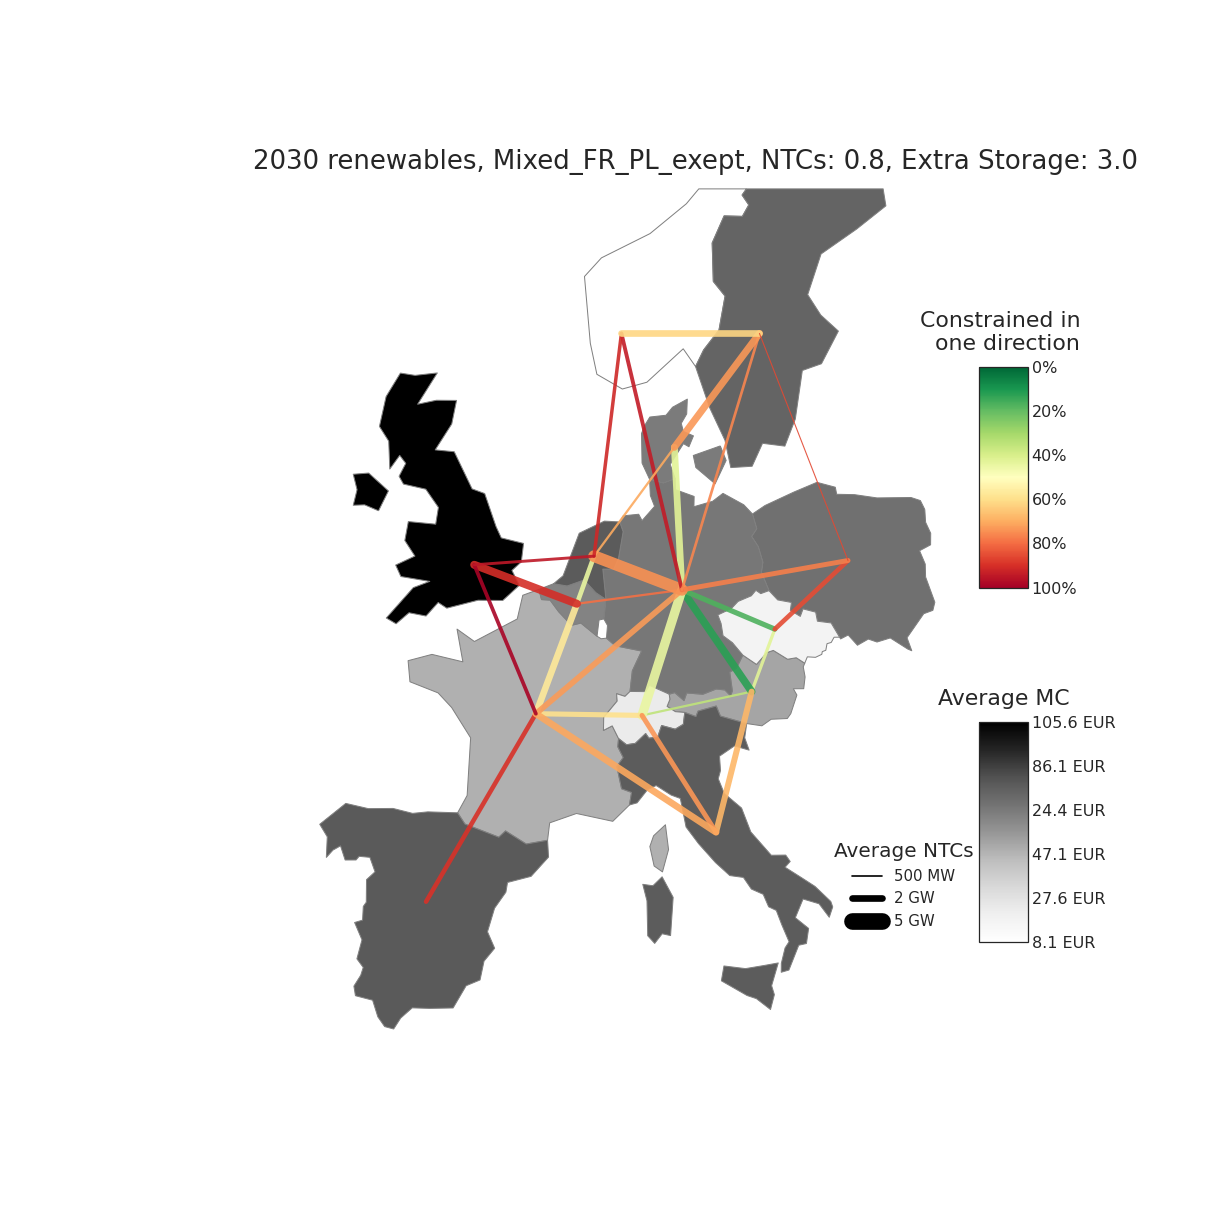 2030 renewables, Mixed_FR_PL_exept, NTCs: 0.8, Extra Storage: 3.0
Constrained in
one direction
0%
20%
40%
60%
80%
100%
Average MC
105.6 EUR
86.1 EUR
24.4 EUR
47.1 EUR
27.6 EUR
8.1 EUR
Average NTCs
500 MW
2 GW
5 GW